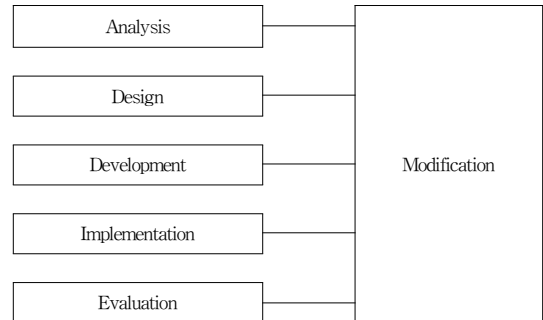 Analysis
Design
Development
Modification
Implementation
Evaluation